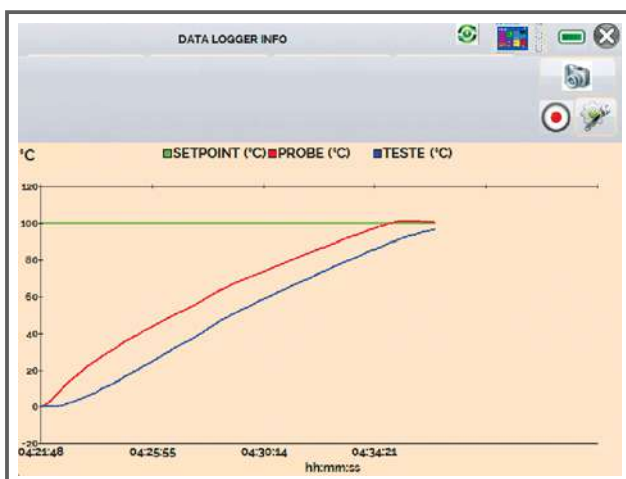 DATA LOGGER INFO
°C
SETPOINT (°C) PROBE (°C) TESTE (°C)
120
100
80
60
40
20
0
-20
04:21:48 04:25:55 04:30:14 04:34:21
hh:mm:ss